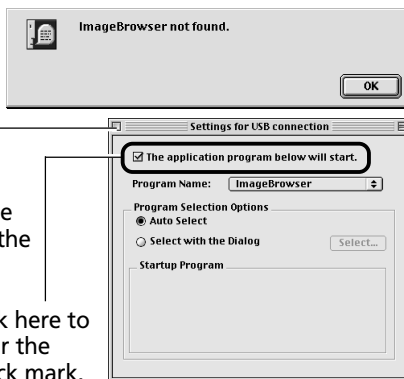 ImageBrowser not found.
OK
Settings for USB connection
The application program below will start.
Program Name: ImageBrowser
Program Selection Options
Auto Select
Select with the Dialog Select...
Startup Program
the
k here to
r the
ck mark.